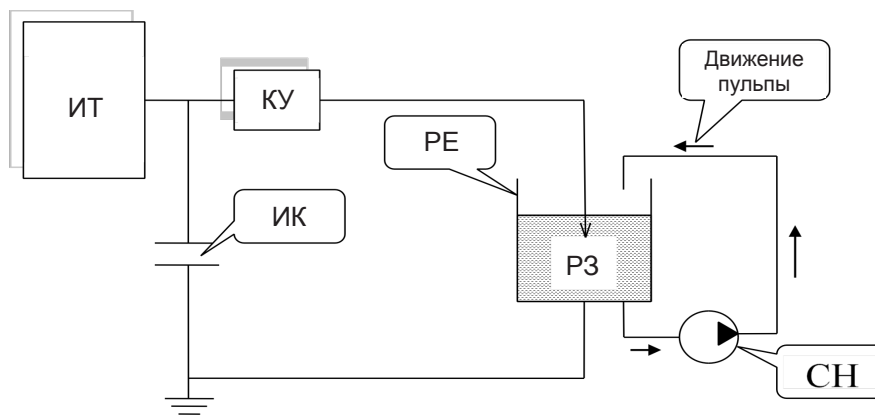 ИТ
КУ
ИК
РЕ
РЗ
Движение
пульпы
СН